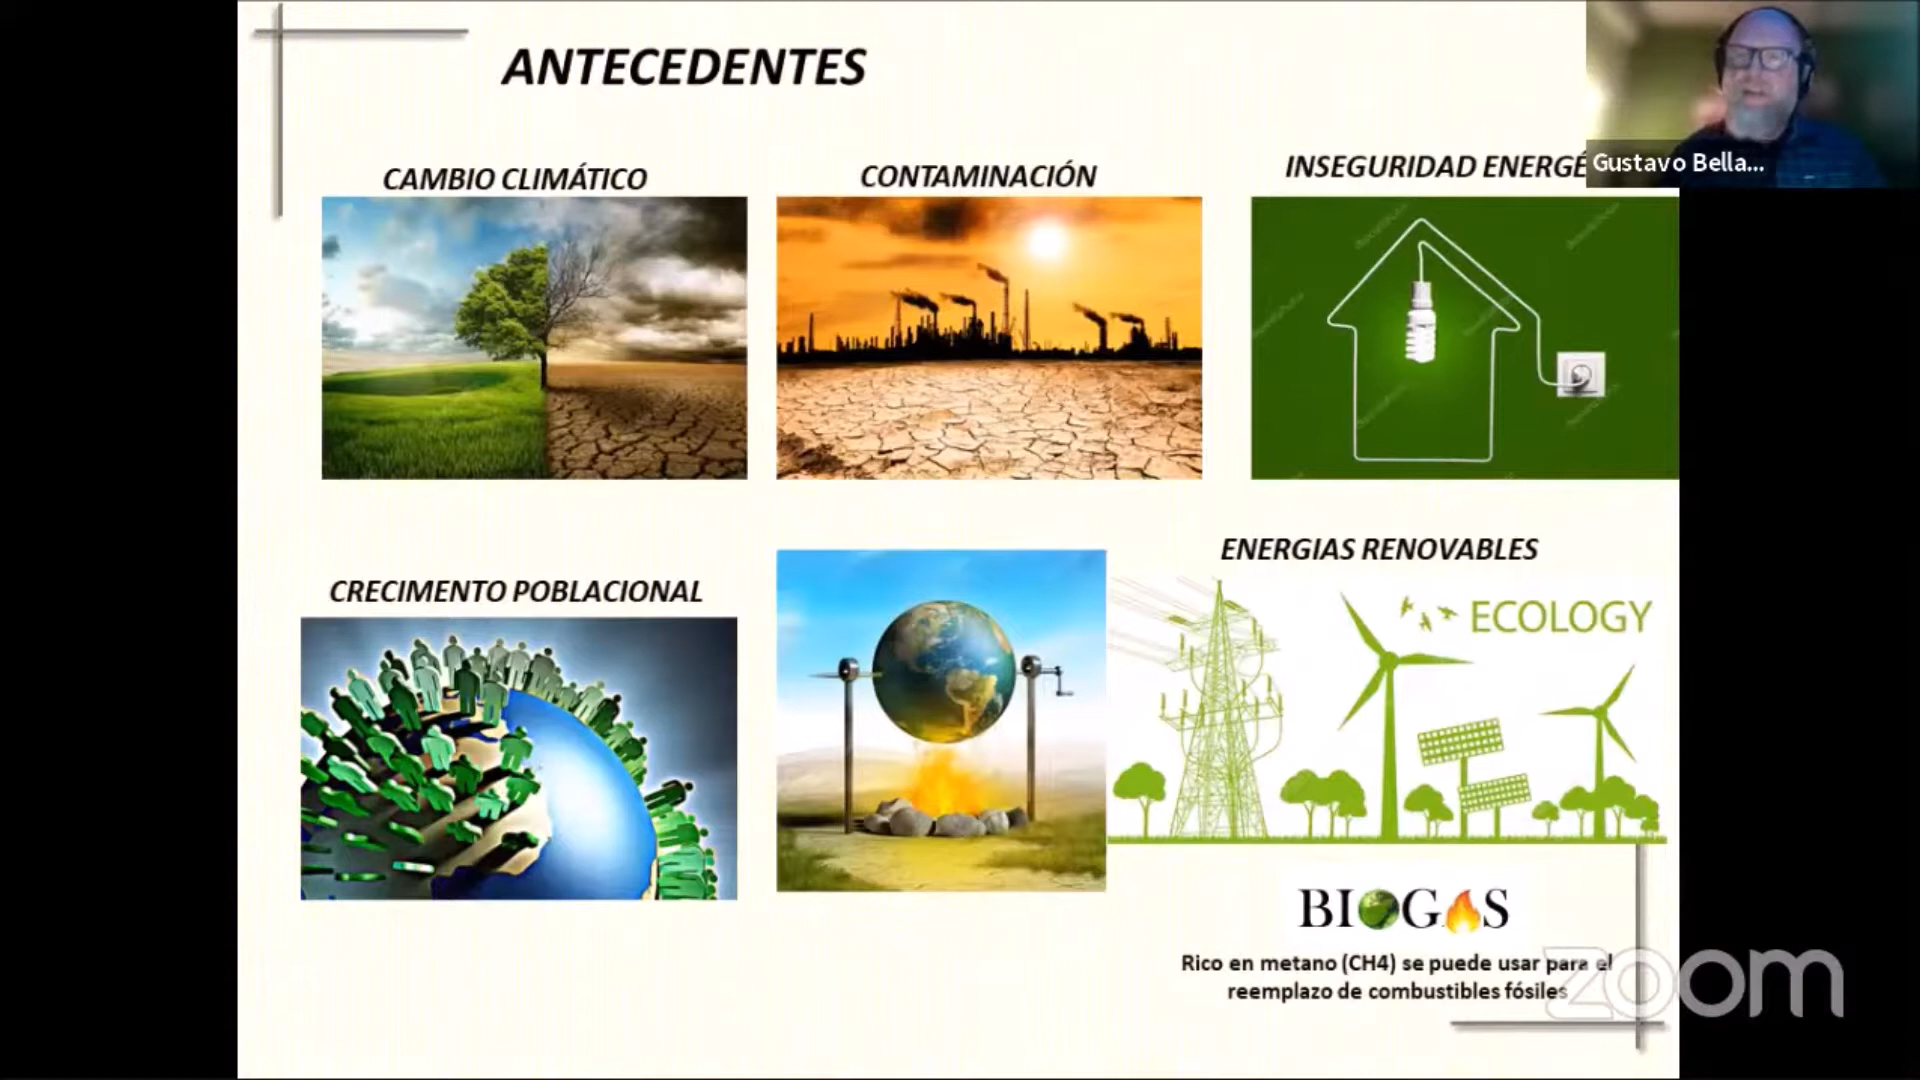 ANTECEDENTES
CAMBIO CLIMÁTICO
CONTAMINACIÓN
INSEGURIDAD ENERGÉ
Gustavo Bella...
CRECIMENTO POBLACIONAL
ENERGIAS RENOVABLES
ECOLOGY
BIOGAS
Rico en metano (CH4) se puede usar para el
reemplazo de combustibles fósiles
zoom